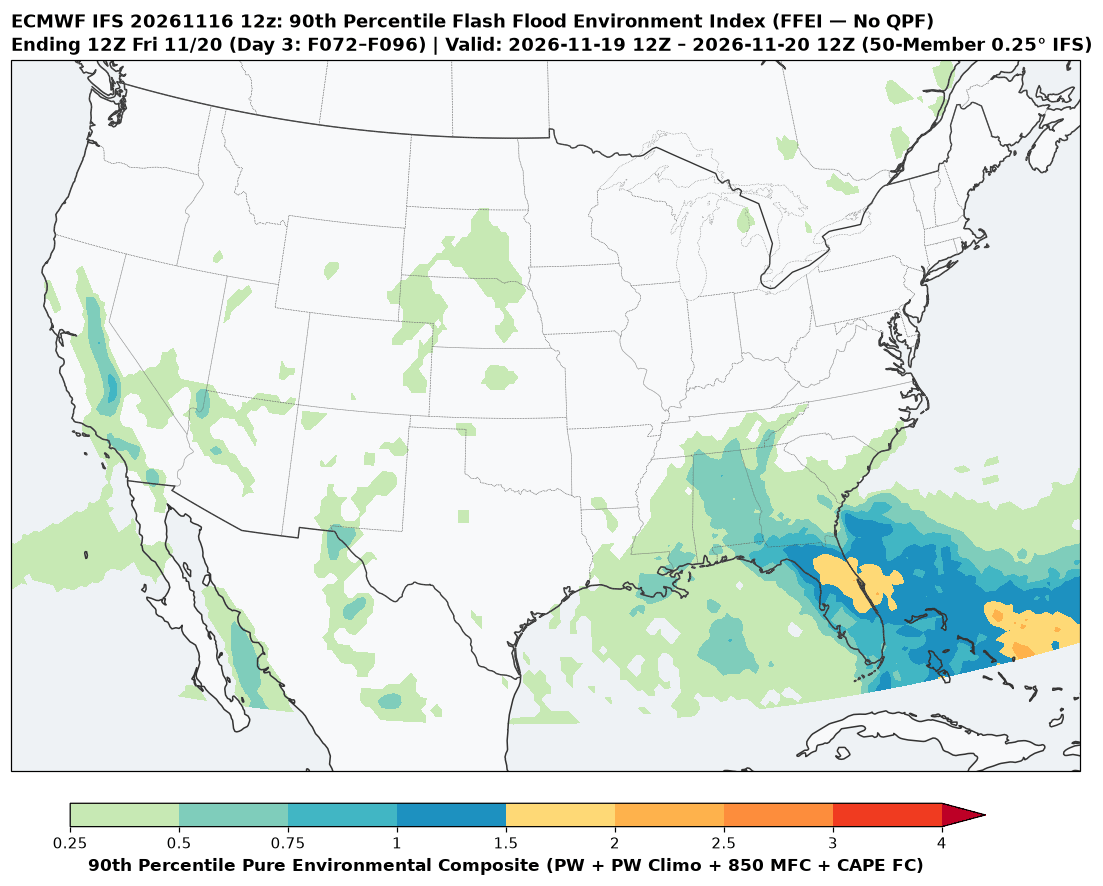 ECMWF IFS 20261116 12z: 90th Percentile Flash Flood Environment Index (FFEI — No QPF)
Ending 12Z Fri 11/20 (Day 3: F072–F096) | Valid: 2026-11-19 12Z – 2026-11-20 12Z (50-Member 0.25° IFS)
0.25 0.5 0.75 1 1.5 2 2.5 3 4
90th Percentile Pure Environmental Composite (PW + PW Climo + 850 MFC + CAPE FC)